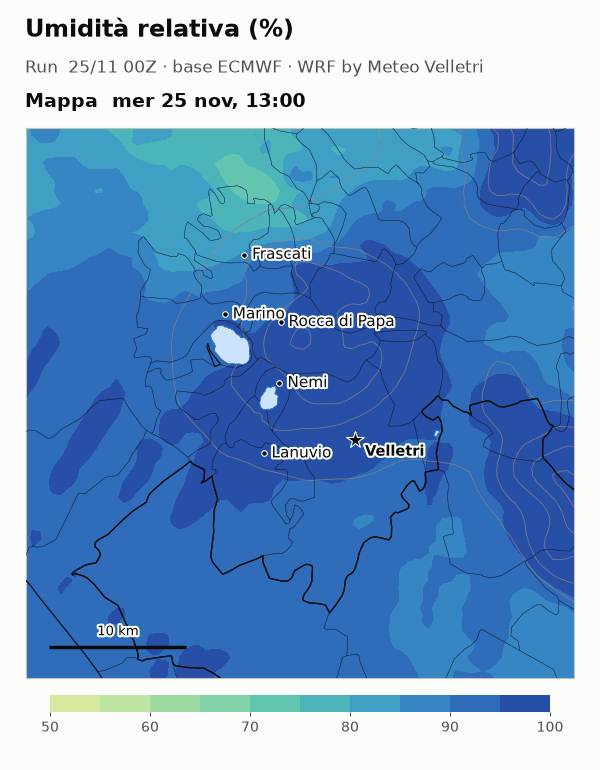 Umidità relativa (%)
Run 25/11 00Z · base ECMWF · WRF by Meteo Velletri
Mappa mer 25 nov, 13:00
Frascati
Marino
Rocca di Papa
Nemi
Velletri
Lanuvio
10 km
50 60 70 80 90 100